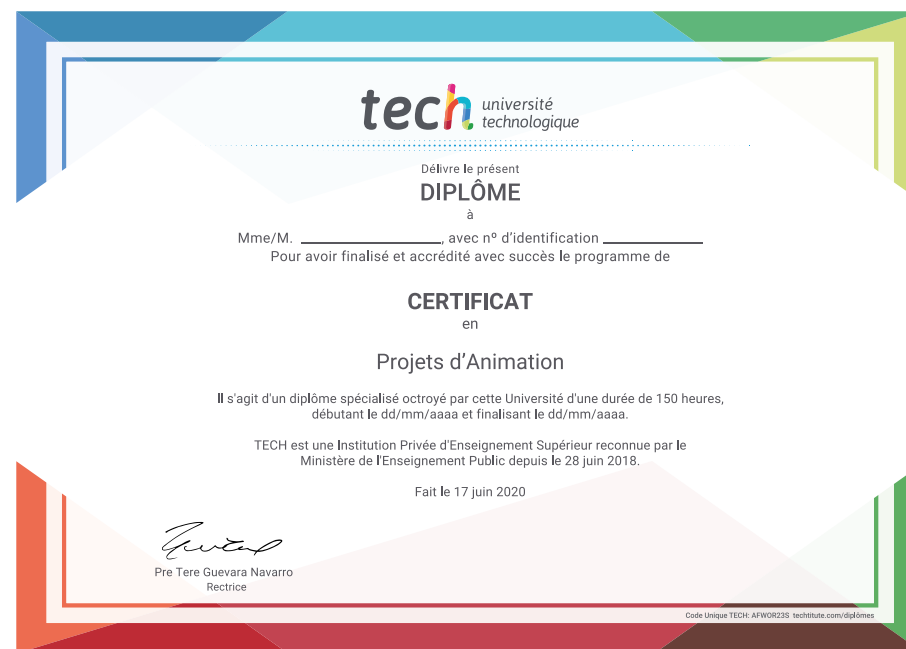 tech université
technologique
Délivre le présent
DIPLÔME
à
Mme/M. ____________________, avec nº d'identification ______________
Pour avoir finalisé et accrédité avec succès le programme de
CERTIFICAT
en
Projets d'Animation
Il s'agit d'un diplôme spécialisé octroyé par cette Université d'une durée de 150 heures,
débutant le dd/mm/aaaa et finalisant le dd/mm/aaaa.
TECH est une Institution Privée d'Enseignement Supérieur reconnue par le
Ministère de l'Enseignement Public depuis le 28 juin 2018.
Fait le 17 juin 2020
Pre Tere Guevara Navarro
Rectrice
Code Unique TECH: AFWOR23S techtitute.com/diplômes